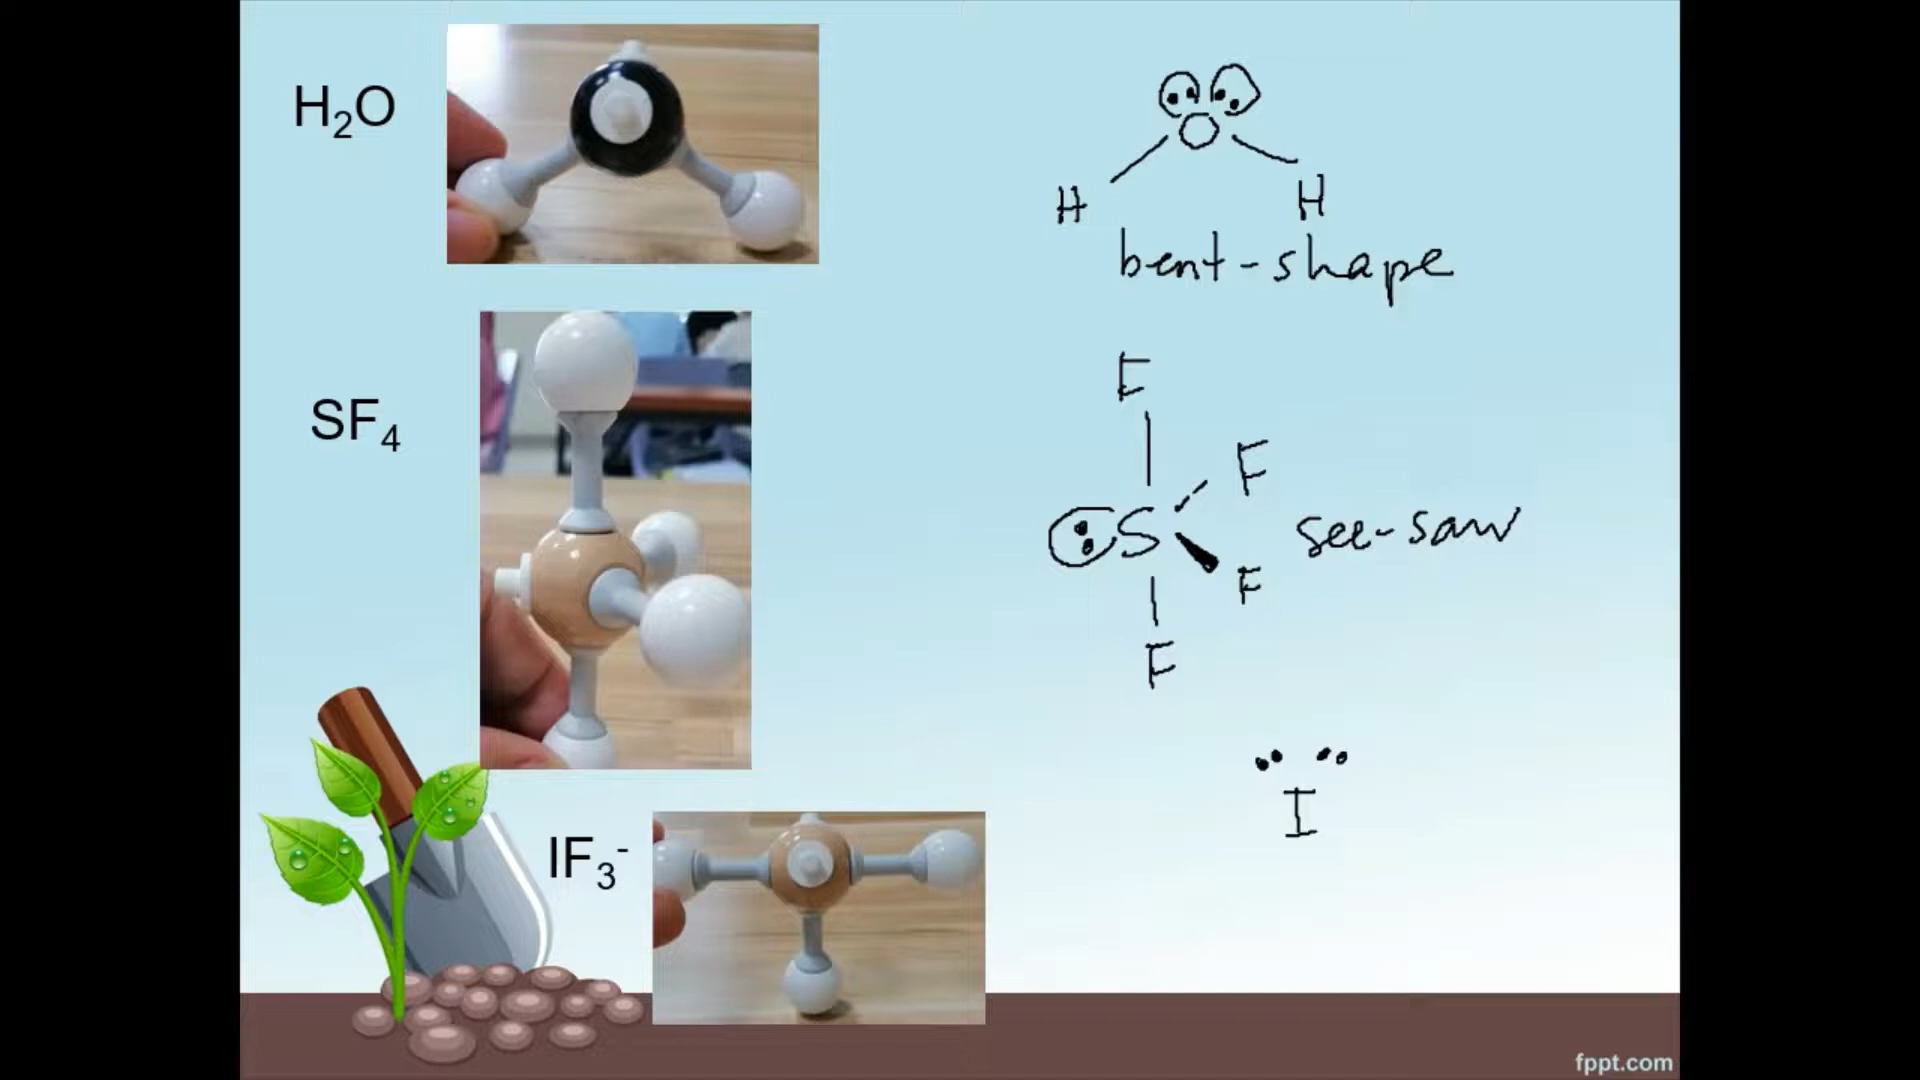 H₂O
O
H H
bent-shape
F
SF₄
F
S
see-saw
F
F
I
IF₃⁻
fppt.com